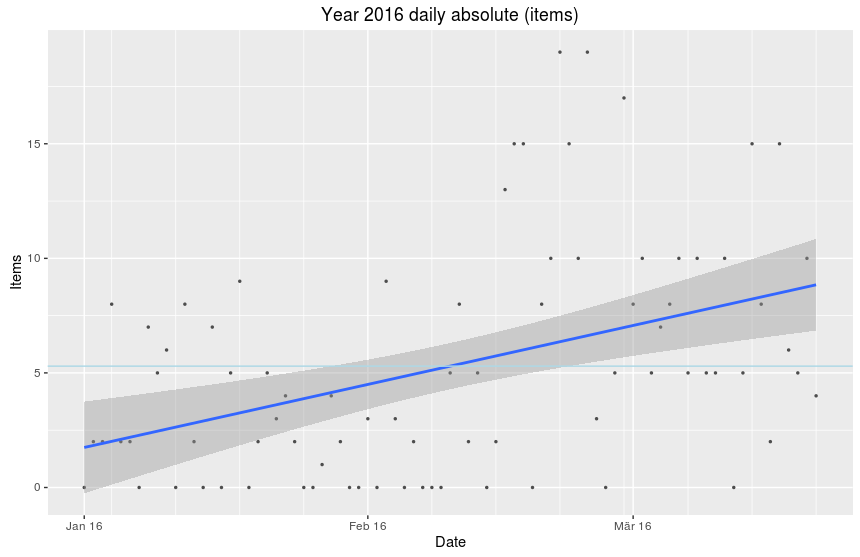 Year 2016 daily absolute (items)
Items
15
10
5
0
Jan 16
Feb 16
Mär 16
Date